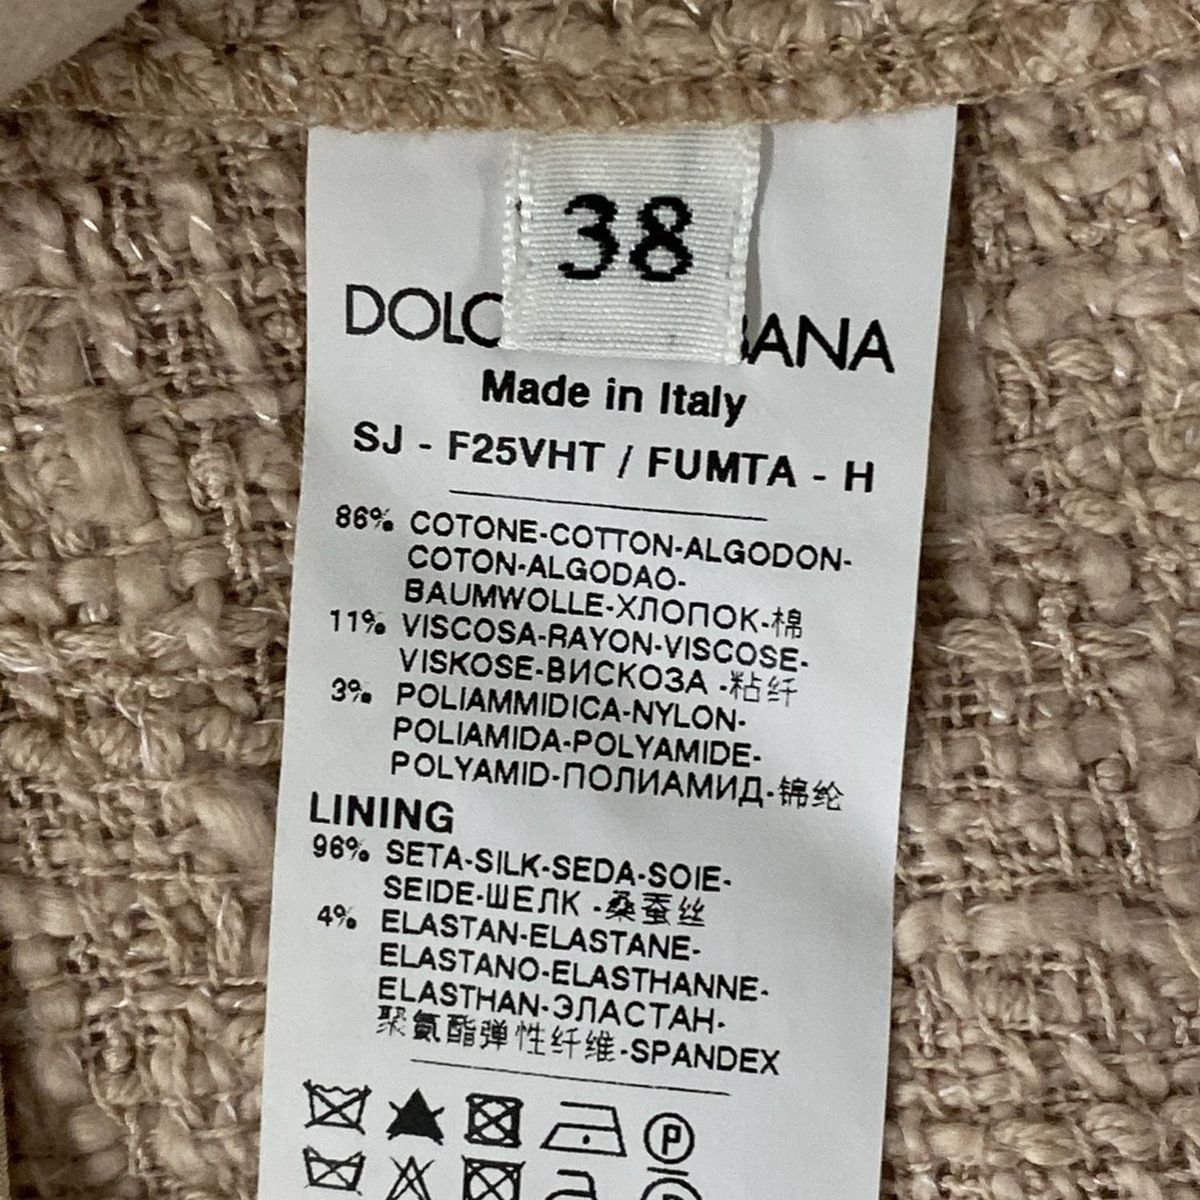 38
DOLC BANA
Made in Italy
SJ - F25VHT / FUMTA - H
86% COTONE-COTTON-ALGODON-
COTON-ALGODAO-
BAUMWOLLE-ХЛОПОК-棉
11% VISCOSA-RAYON-VISCOSE-
VISKOSE-ВИСКОЗА -粘纤
3% POLIAMMIDICA-NYLON-
POLIAMIDA-POLYAMIDE-
POLYAMID-ПОЛИАМИД-锦纶
LINING
96% SETA-SILK-SEDA-SOIE-
SEIDE-ШЕЛК -桑蚕丝
4% ELASTAN-ELASTANE-
ELASTANO-ELASTHANNE-
ELASTHAN-ЭЛАСТАН-
聚氨酯弹性纤维-SPANDEX
P